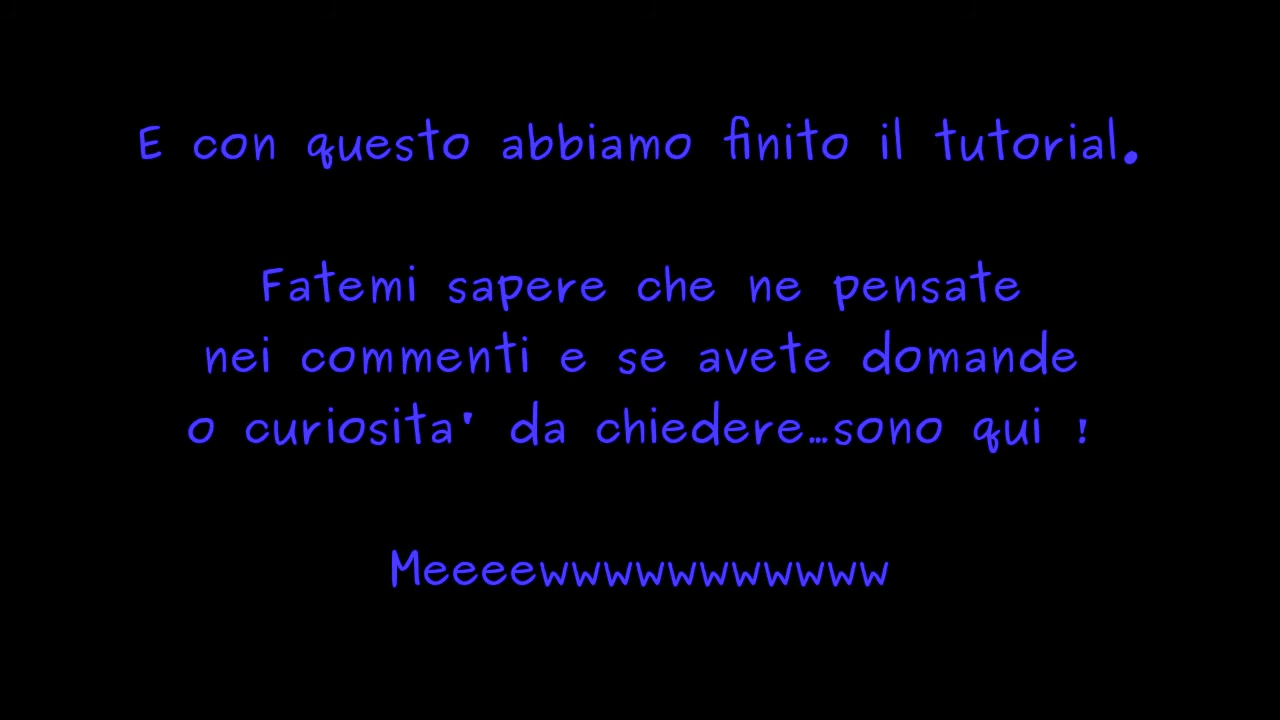 E con questo abbiamo finito il tutorial.
Fatemi sapere che ne pensate
nei commenti e se avete domande
o curiosita' da chiedere...sono qui !
Meeeewwwwwwwwwww